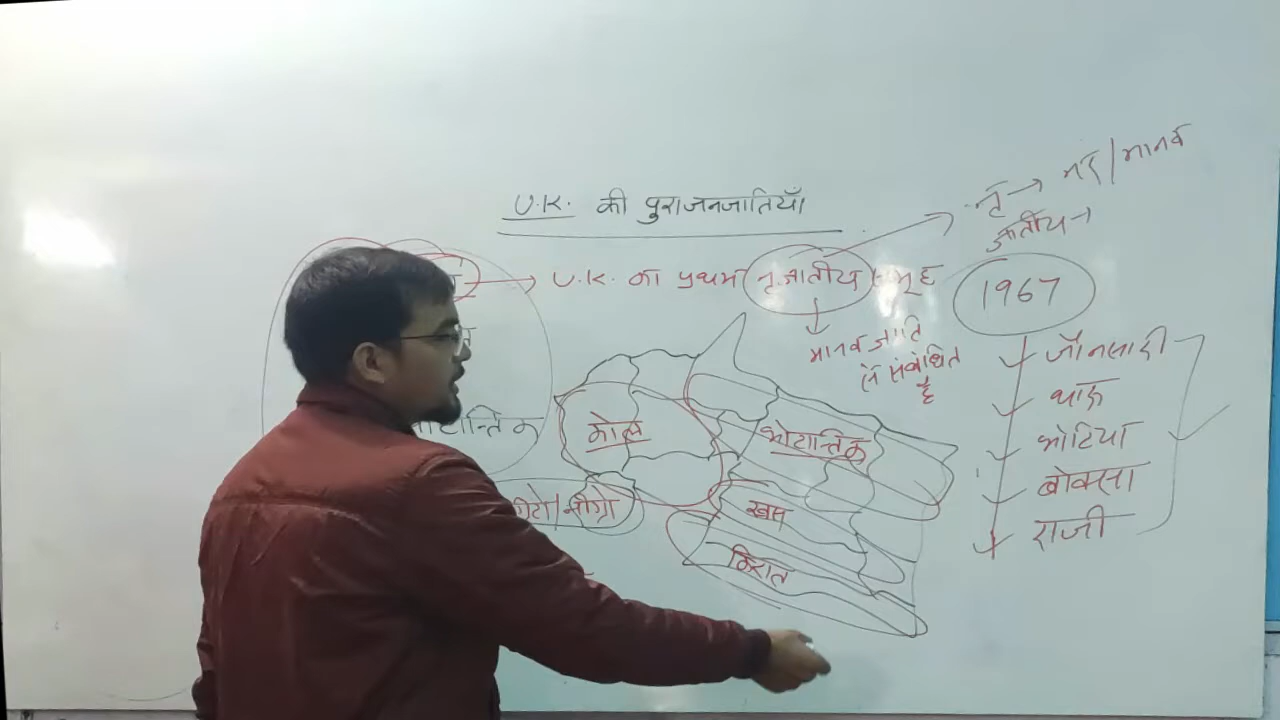 U.K. की पुराजनजातियाँ
नृ → नर/मानव
जातीय →
→ U.K. का प्रथम नृजातीय समूह
मानव जाति
से संबंधित
है
1967
जौनसारी
थारू
भोटिया
बोक्सा
राजी
कोल
भोटान्तिक
खस
किरात